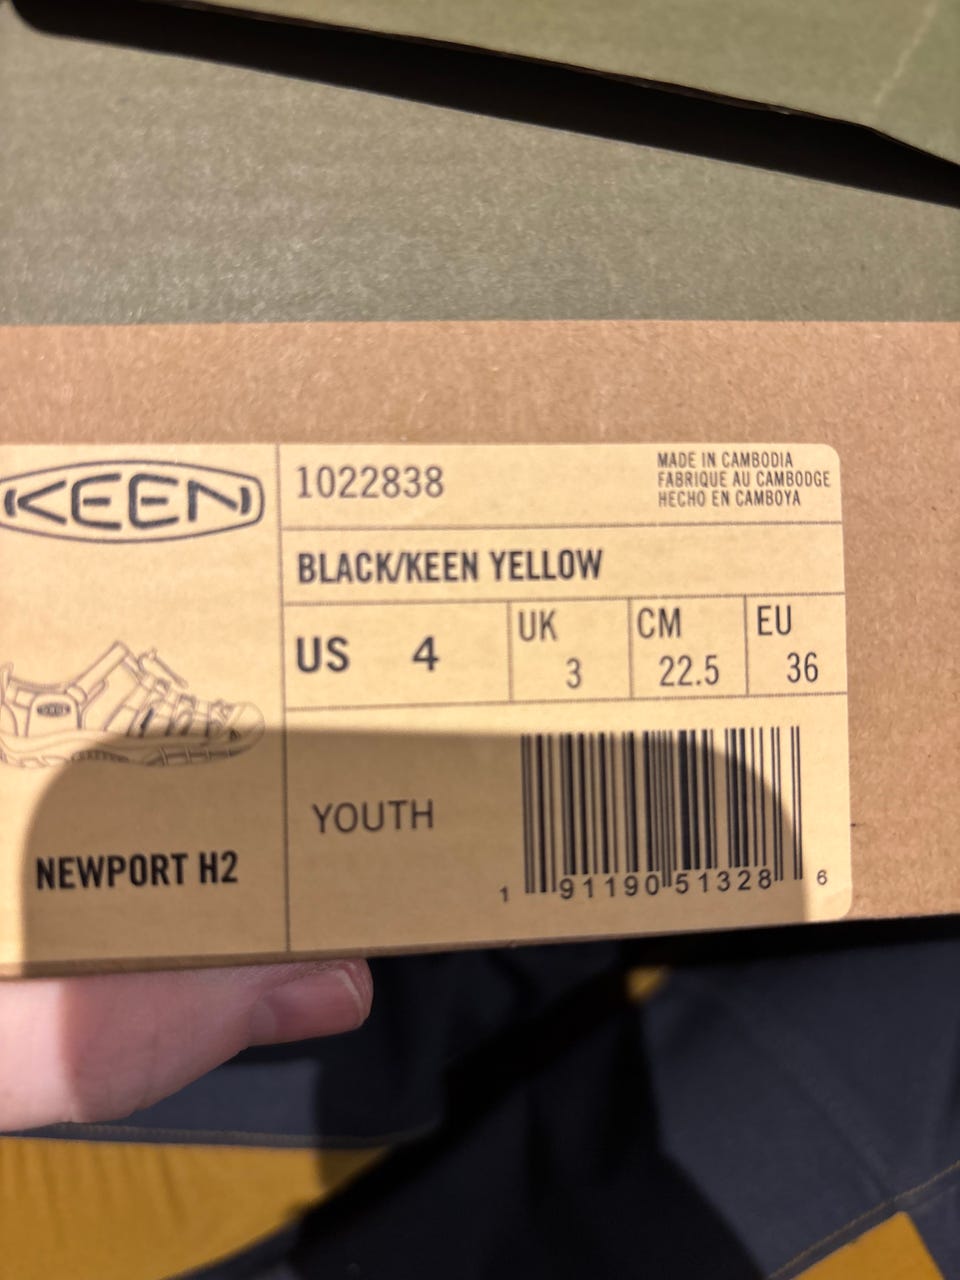 KEEN
1022838
MADE IN CAMBODIA
FABRIQUE AU CAMBODGE
HECHO EN CAMBOYA
BLACK/KEEN YELLOW
US 4
UK 3
CM 22.5
EU 36
YOUTH
NEWPORT H2
1 91190 51328 6